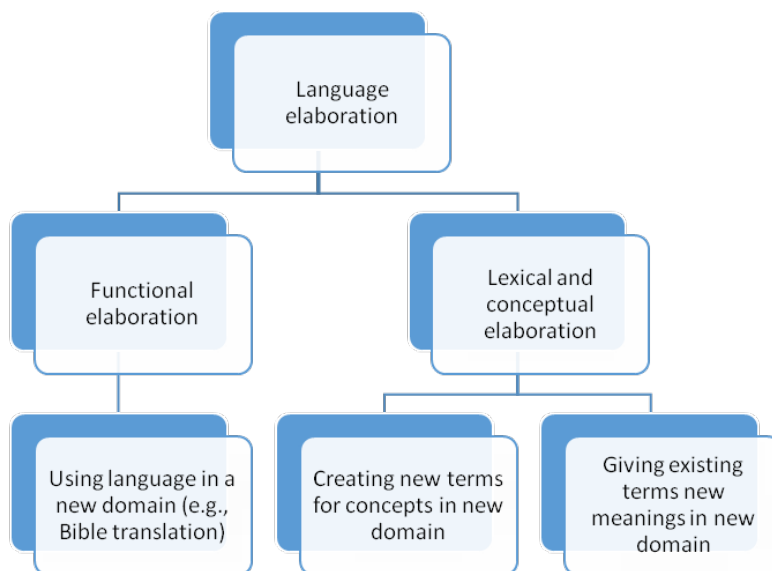 Language
elaboration
Functional
elaboration
Lexical and
conceptual
elaboration
Using language in a
new domain (e.g.,
Bible translation)
Creating new terms
for concepts in new
domain
Giving existing
terms new
meanings in new
domain